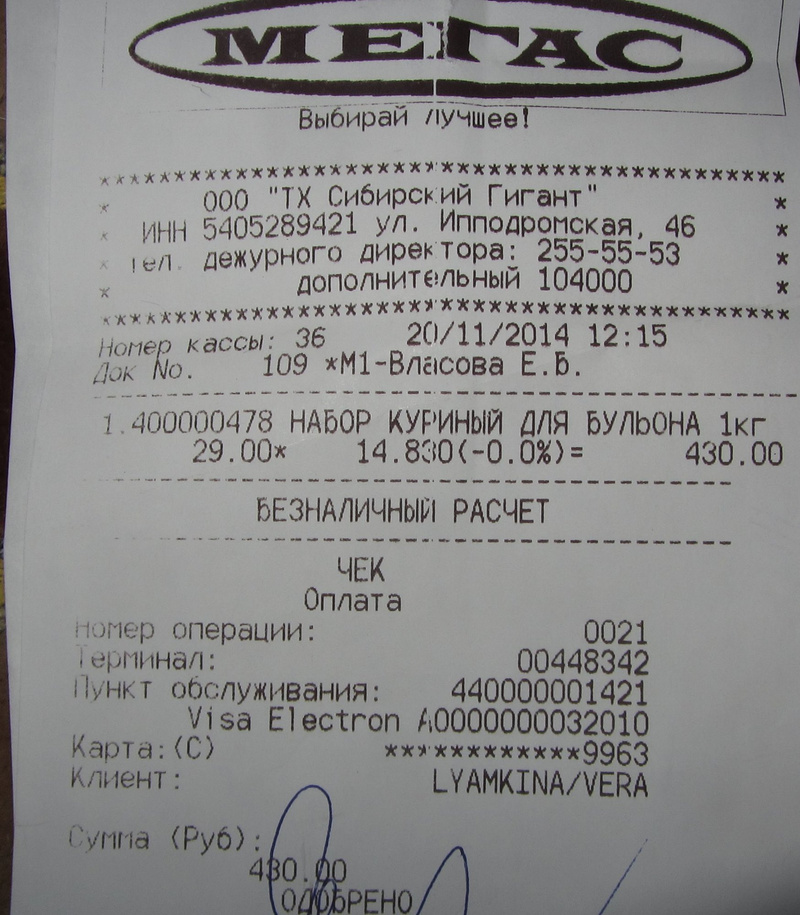 МЕГАС
Выбирай лучшее!
******************************************
* ООО "ТХ Сибирский Гигант" *
* ИНН 5405289421 ул. Ипподромская, 46 *
* тел. дежурного директора: 255-55-53 *
* дополнительный 104000 *
******************************************
Номер кассы: 36 20/11/2014 12:15
Док No. 109 *М1-Власова Е.Б.
1.400000478 НАБОР КУРИНЫЙ ДЛЯ БУЛЬОНА 1кг
29.00* 14.830(-0.0%)= 430.00
БЕЗНАЛИЧНЫЙ РАСЧЕТ
ЧЕК
Оплата
Номер операции: 0021
Терминал: 00448342
Пункт обслуживания: 440000001421
Visa Electron A0000000032010
Карта:(C) ************9963
Клиент: LYAMKINA/VERA
Сумма (Руб):
430.00
ОДОБРЕНО